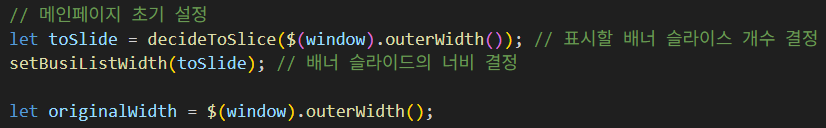 // 메인페이지 초기 설정
let toSlide = decideToSlice($(window).outerWidth()); // 표시할 배너 슬라이스 개수 결정
setBusiListWidth(toSlide); // 배너 슬라이드의 너비 결정
let originalWidth = $(window).outerWidth();